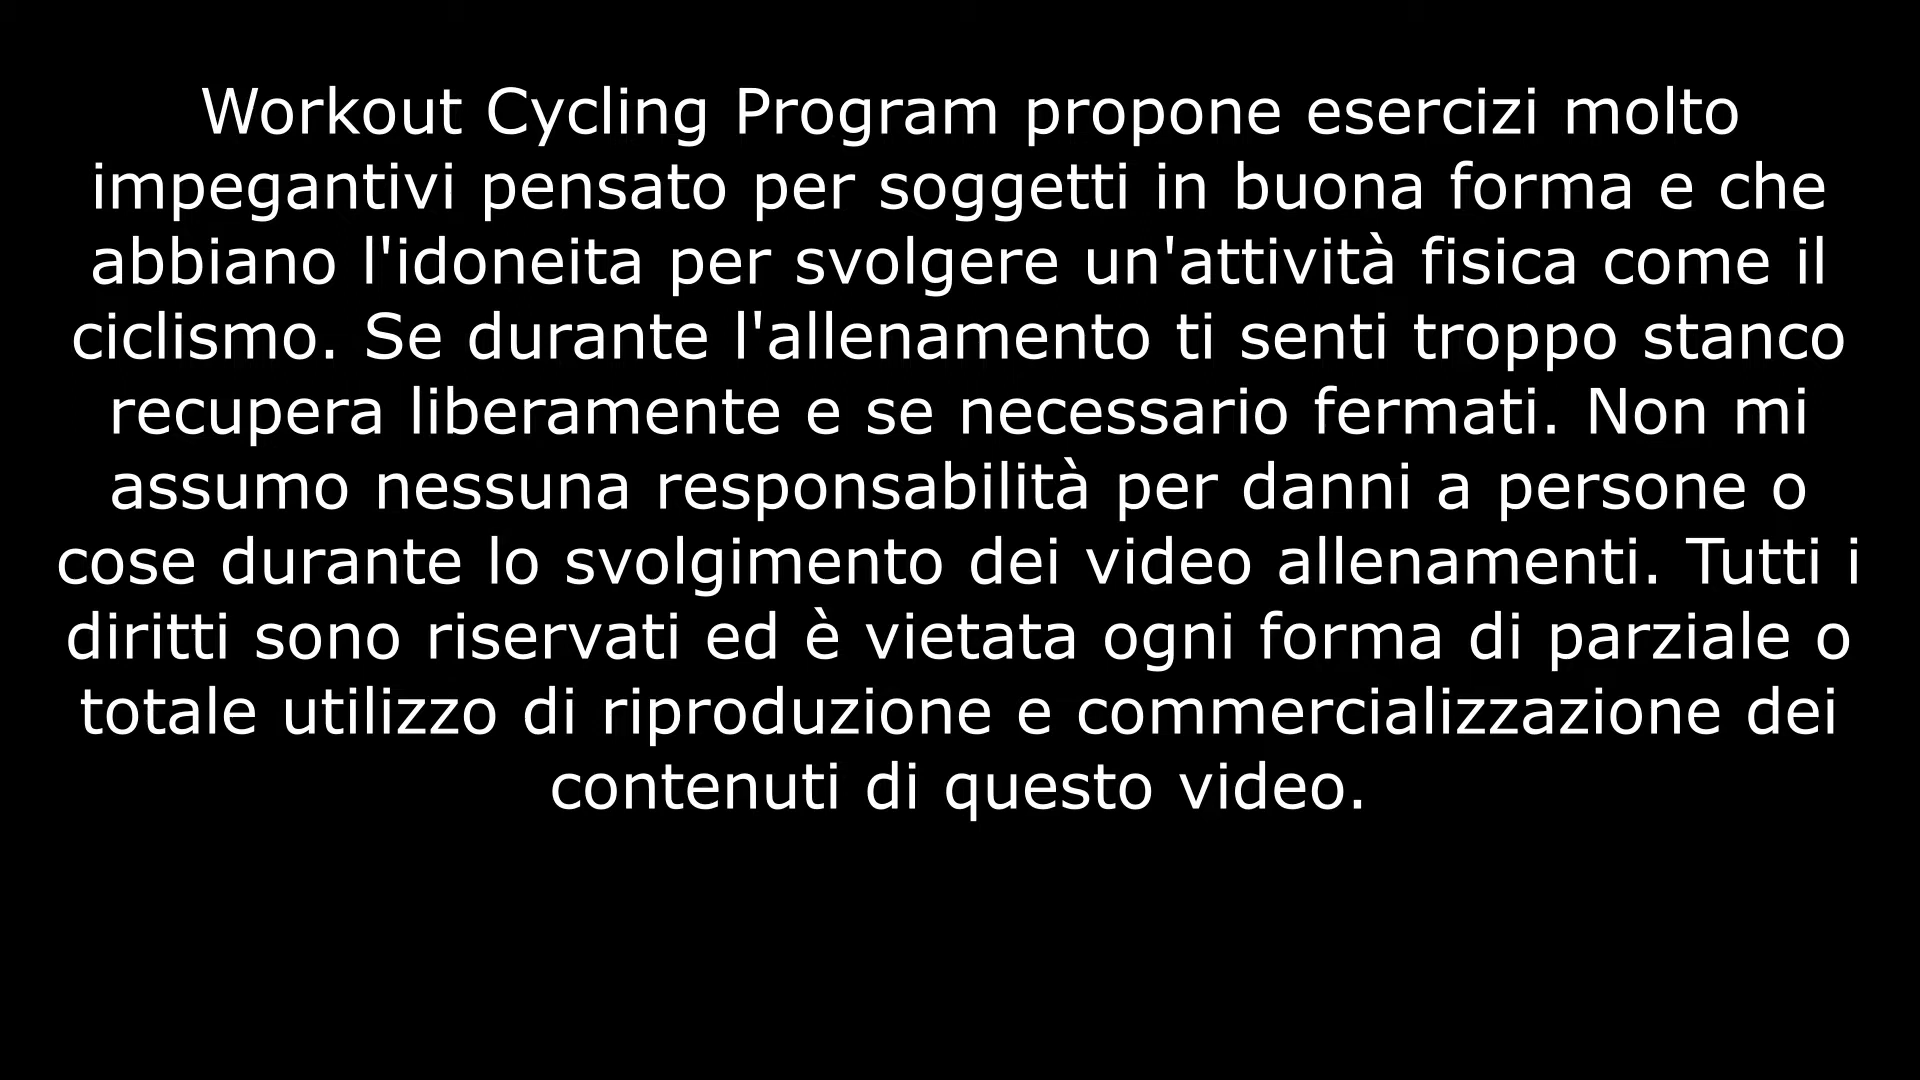 Workout Cycling Program propone esercizi molto
impegantivi pensato per soggetti in buona forma e che
abbiano l'idoneita per svolgere un'attività fisica come il
ciclismo. Se durante l'allenamento ti senti troppo stanco
recupera liberamente e se necessario fermati. Non mi
assumo nessuna responsabilità per danni a persone o
cose durante lo svolgimento dei video allenamenti. Tutti i
diritti sono riservati ed è vietata ogni forma di parziale o
totale utilizzo di riproduzione e commercializzazione dei
contenuti di questo video.